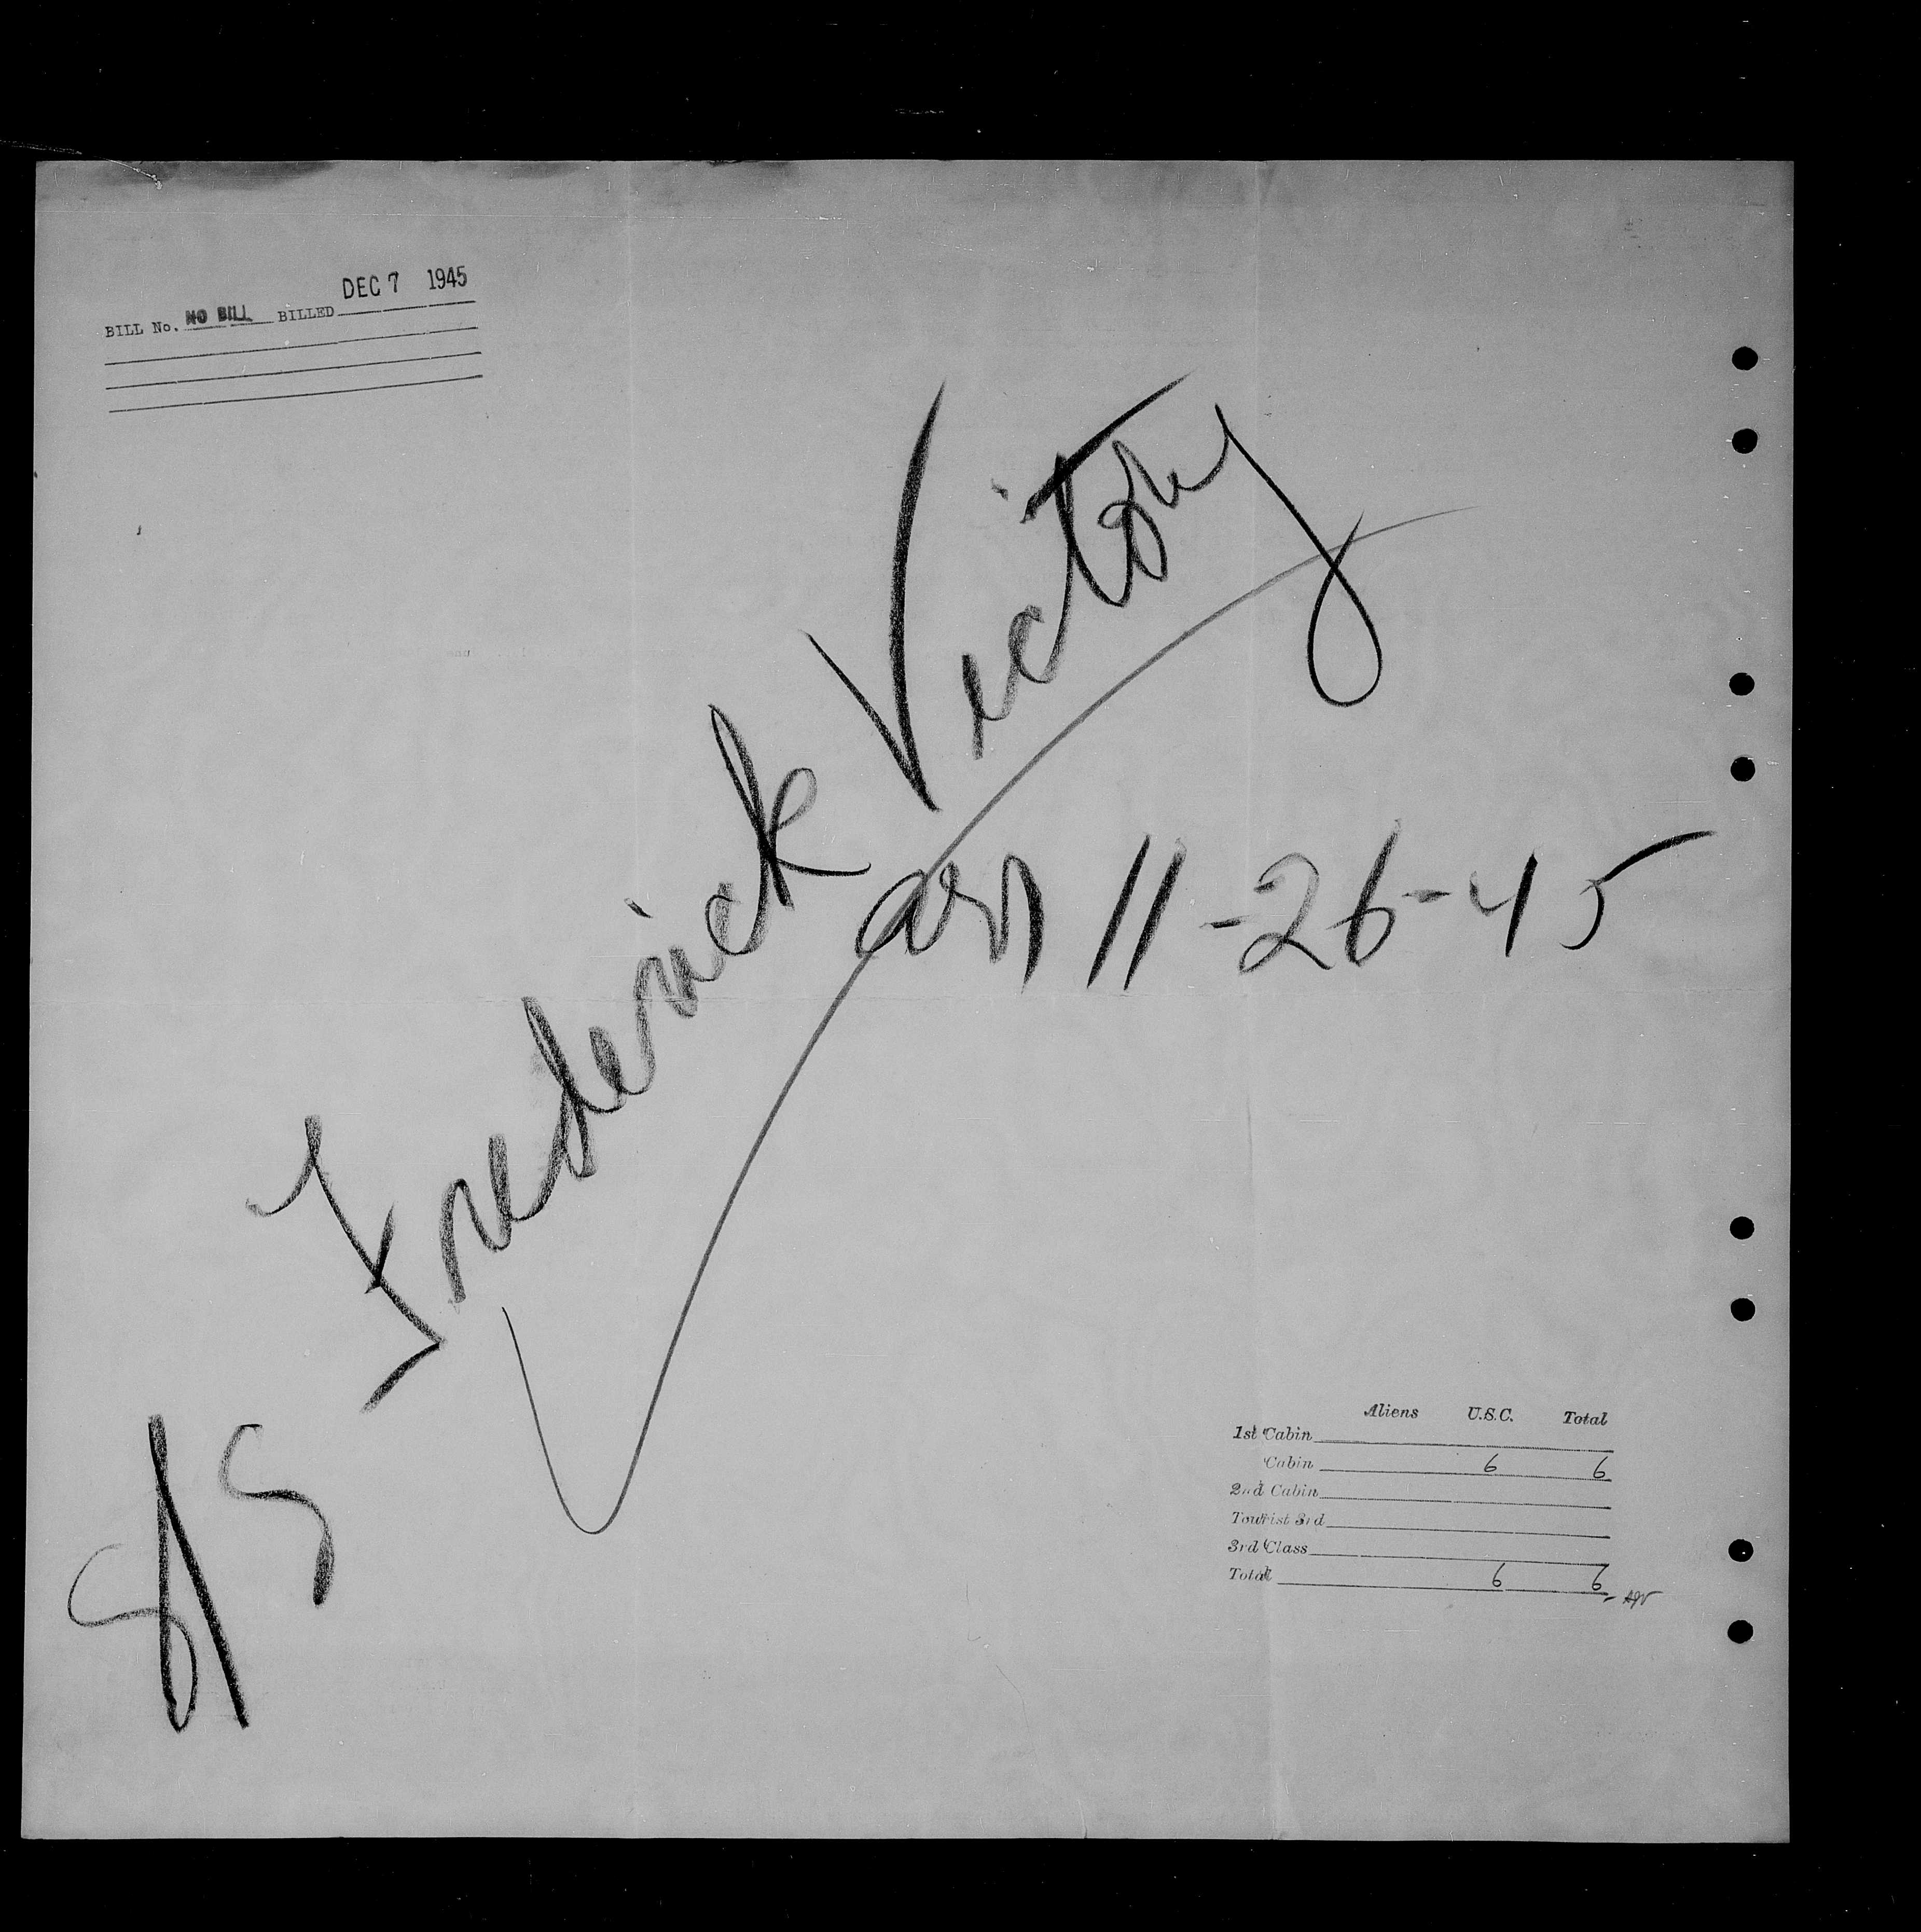 DEC 7 1945
BILL No. NO BILL BILLED
S/S Frederick Victory
arr 11-26-45
Aliens U.S.C. Total
1st Cabin
Cabin 6 6
2nd Cabin
Tourist 3rd
3rd Class
Total 6 6